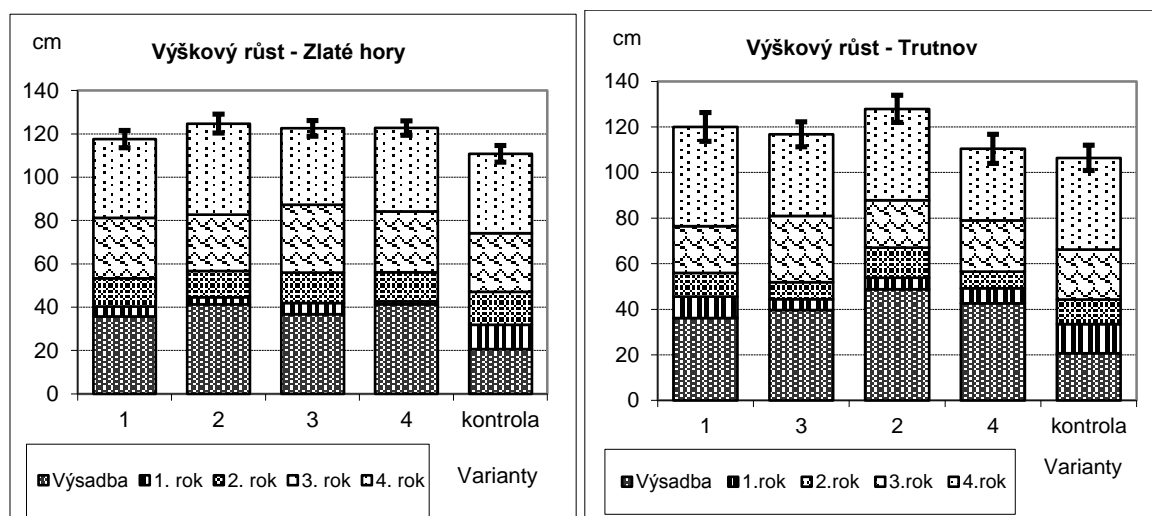 cm
Výškový růst - Zlaté hory
140
120
100
80
60
40
20
0
1 2 3 4 kontrola
Varianty
Výsadba 1. rok 2. rok 3. rok 4. rok
cm
Výškový růst - Trutnov
140
120
100
80
60
40
20
0
1 3 2 4 kontrola
Varianty
Výsadba 1.rok 2.rok 3.rok 4.rok